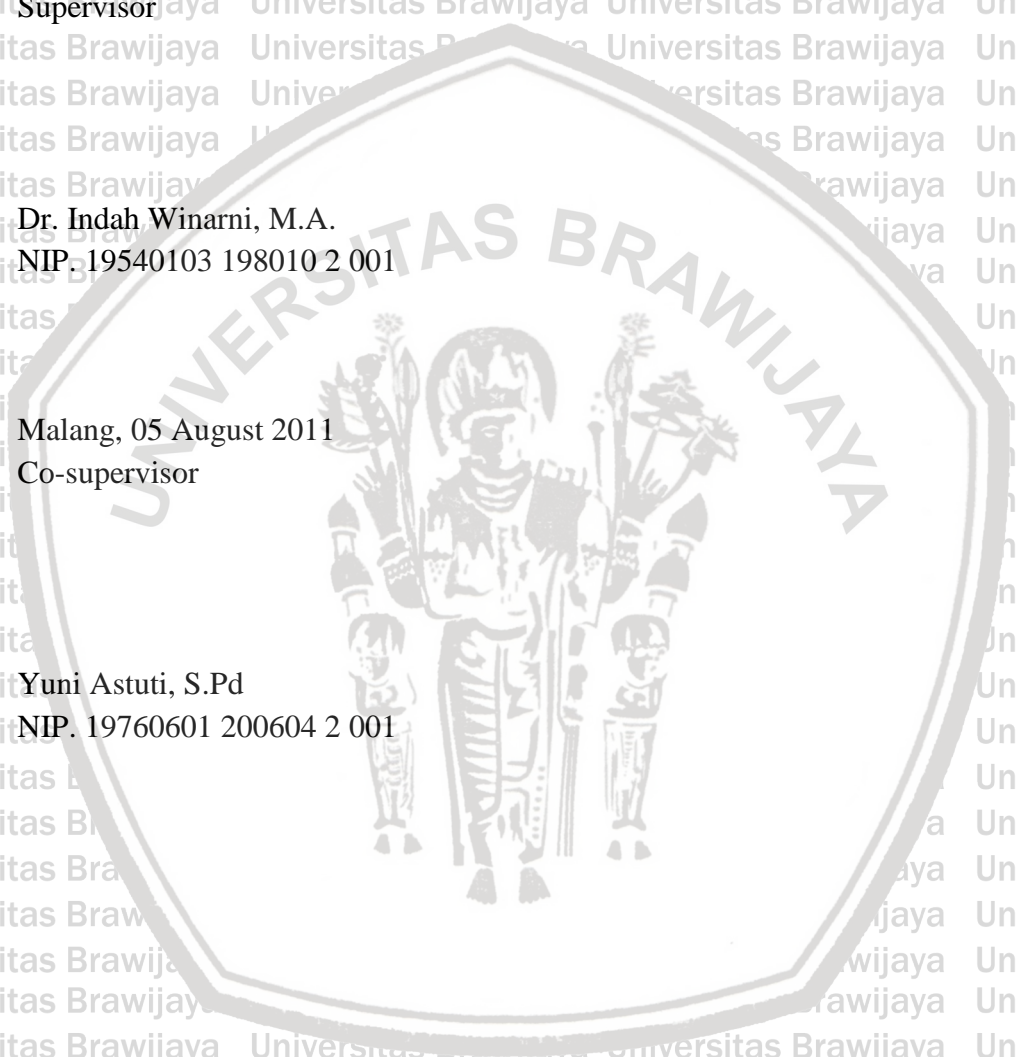 Supervisor
Dr. Indah Winarni, M.A.
NIP. 19540103 198010 2 001
UNIVERSITAS BRAWIJAYA
Malang, 05 August 2011
Co-supervisor
Yuni Astuti, S.Pd
NIP. 19760601 200604 2 001